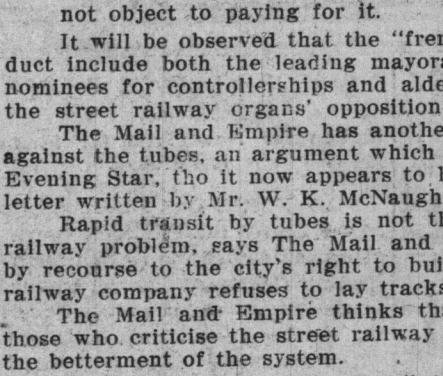 not object to paying for it.
It will be observed that the "fren
duct include both the leading mayora
nominees for controllerships and alde
the street railway organs' opposition
The Mail and Empire has anothe
against the tubes, an argument which
Evening Star, tho it now appears to
letter written by Mr. W. K. McNaugh
Rapid transit by tubes is not th
railway problem, says The Mail and
by recourse to the city's right to buil
railway company refuses to lay tracks
The Mail and Empire thinks tha
those who criticise the street railway
the betterment of the system.